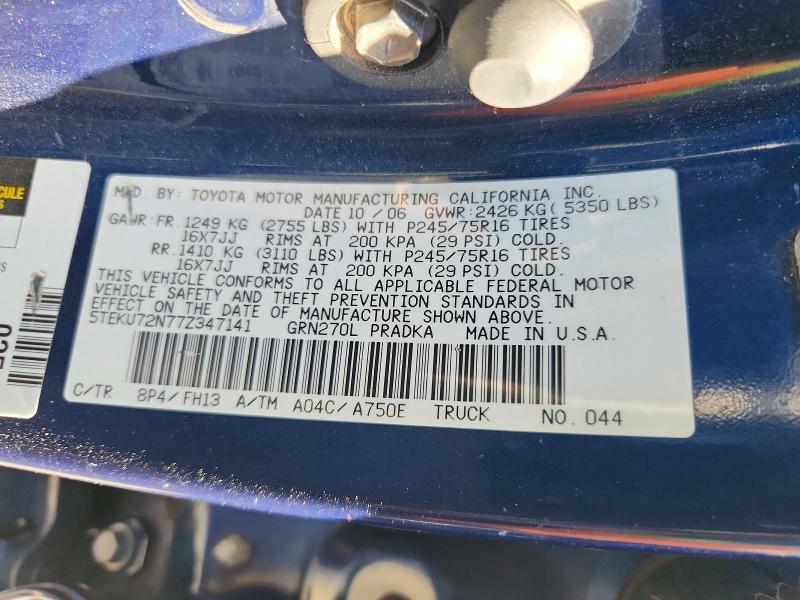 MFD. BY: TOYOTA MOTOR MANUFACTURING CALIFORNIA INC.
DATE 10 / 06 GVWR: 2426 KG( 5350 LBS)
GAWR: FR. 1249 KG (2755 LBS) WITH P245/75R16 TIRES
16X7JJ RIMS AT 200 KPA (29 PSI) COLD.
RR. 1410 KG (3110 LBS) WITH P245/75R16 TIRES
16X7JJ RIMS AT 200 KPA (29 PSI) COLD.
THIS VEHICLE CONFORMS TO ALL APPLICABLE FEDERAL MOTOR
VEHICLE SAFETY AND THEFT PREVENTION STANDARDS IN
EFFECT ON THE DATE OF MANUFACTURE SHOWN ABOVE.
5TEKU72N77Z347141 GRN270L PRADKA MADE IN U.S.A.
C/TR 8P4/ FH13 A/TM A04C/ A750E TRUCK NO. 044